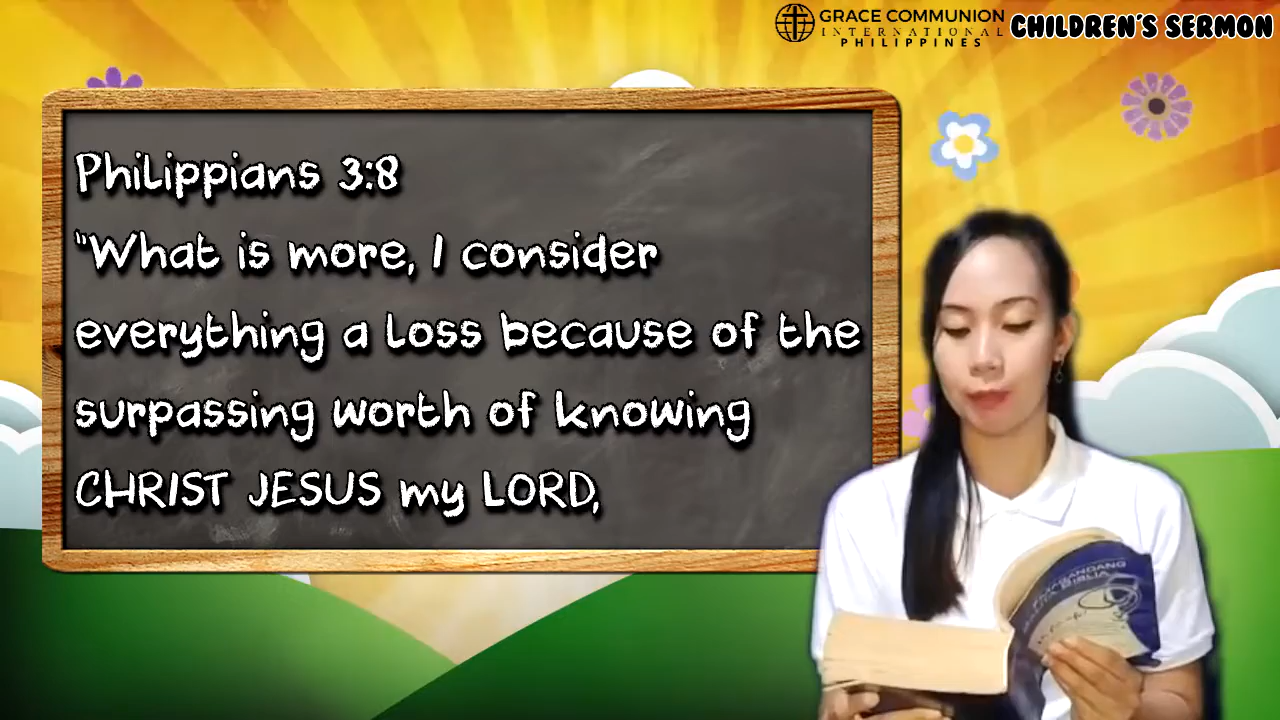 GRACE COMMUNION
INTERNATIONAL
PHILIPPINES
CHILDREN'S SERMON
Philippians 3:8
"What is more, I consider
everything a loss because of the
surpassing worth of knowing
CHRIST JESUS my LORD,
BIBLIA